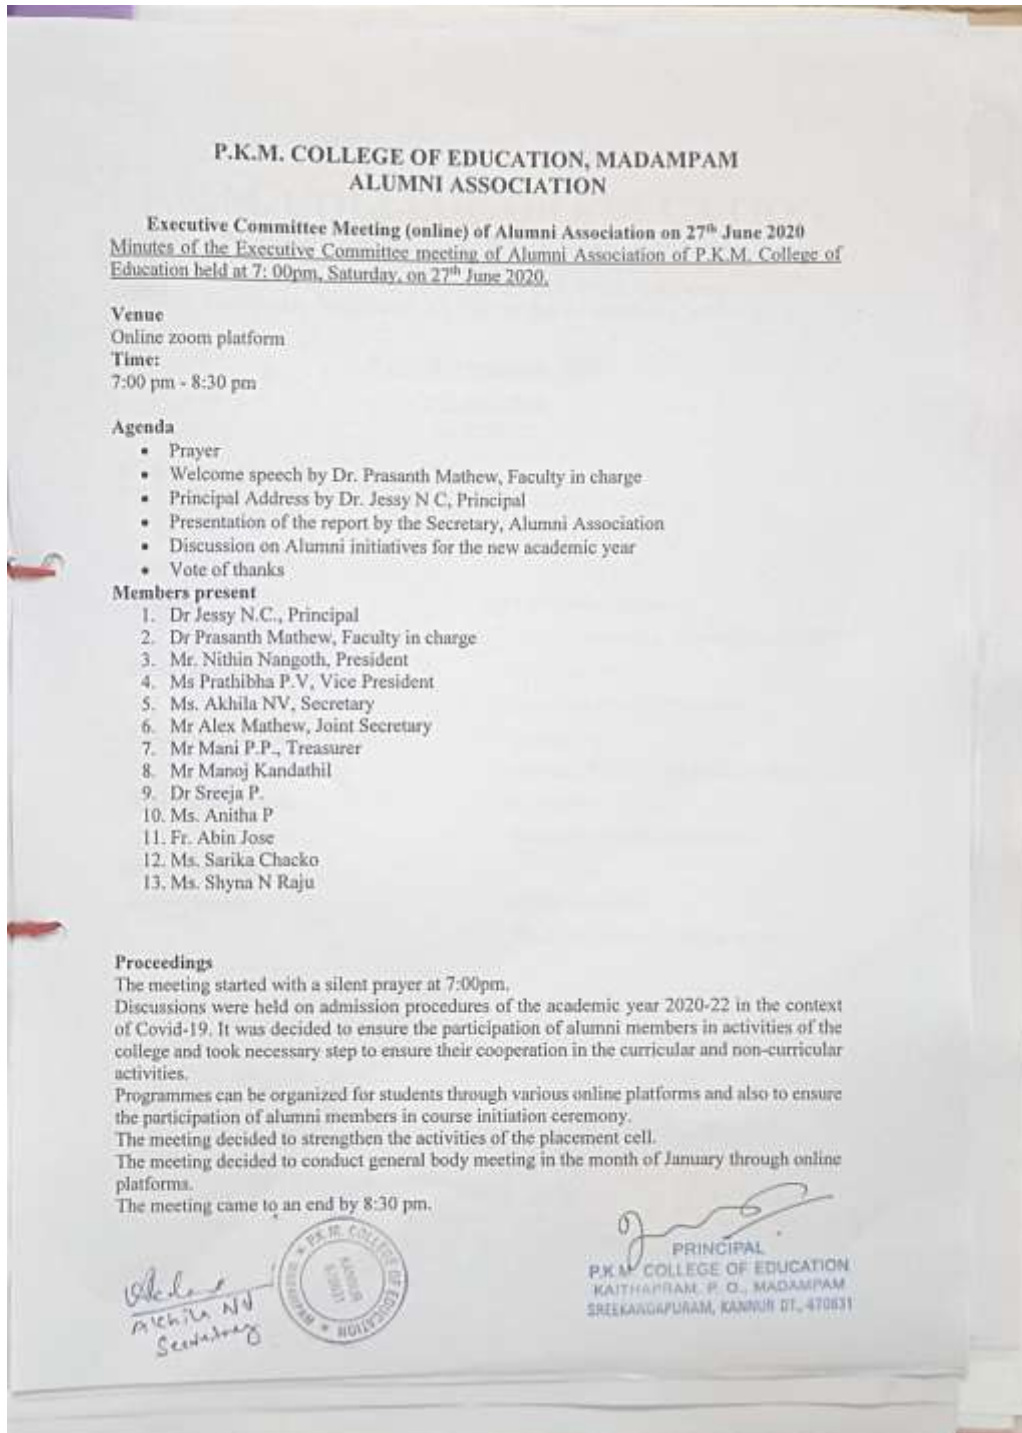 P.K.M. COLLEGE OF EDUCATION, MADAMPAM
ALUMNI ASSOCIATION
Executive Committee Meeting (online) of Alumni Association on 27th June 2020
Minutes of the Executive Committee meeting of Alumni Association of P.K.M. College of
Education held at 7: 00pm, Saturday, on 27th June 2020.
Venue
Online zoom platform
Time:
7:00 pm - 8:30 pm
Agenda
• Prayer
• Welcome speech by Dr. Prasanth Mathew, Faculty in charge
• Principal Address by Dr. Jessy N C, Principal
• Presentation of the report by the Secretary, Alumni Association
• Discussion on Alumni initiatives for the new academic year
• Vote of thanks
Members present
1. Dr Jessy N.C., Principal
2. Dr Prasanth Mathew, Faculty in charge
3. Mr. Nithin Nangoth, President
4. Ms Prathibha P.V, Vice President
5. Ms. Akhila NV, Secretary
6. Mr Alex Mathew, Joint Secretary
7. Mr Mani P.P., Treasurer
8. Mr Manoj Kandathil
9. Dr Sreeja P.
10. Ms. Anitha P
11. Fr. Abin Jose
12. Ms. Sarika Chacko
13. Ms. Shyna N Raju
Proceedings
The meeting started with a silent prayer at 7:00pm.
Discussions were held on admission procedures of the academic year 2020-22 in the context
of Covid-19. It was decided to ensure the participation of alumni members in activities of the
college and took necessary step to ensure their cooperation in the curricular and non-curricular
activities.
Programmes can be organized for students through various online platforms and also to ensure
the participation of alumni members in course initiation ceremony.
The meeting decided to strengthen the activities of the placement cell.
The meeting decided to conduct general body meeting in the month of January through online
platforms.
The meeting came to an end by 8:30 pm.
Akhila NV
Secretary
P.K.M. COLLEGE OF EDUCATION
KANNUR
PRINCIPAL
P.K.M COLLEGE OF EDUCATION
KAITHAPRAM, P. O., MADAMPAM
SREEKANDAPURAM, KANNUR DT., 670631